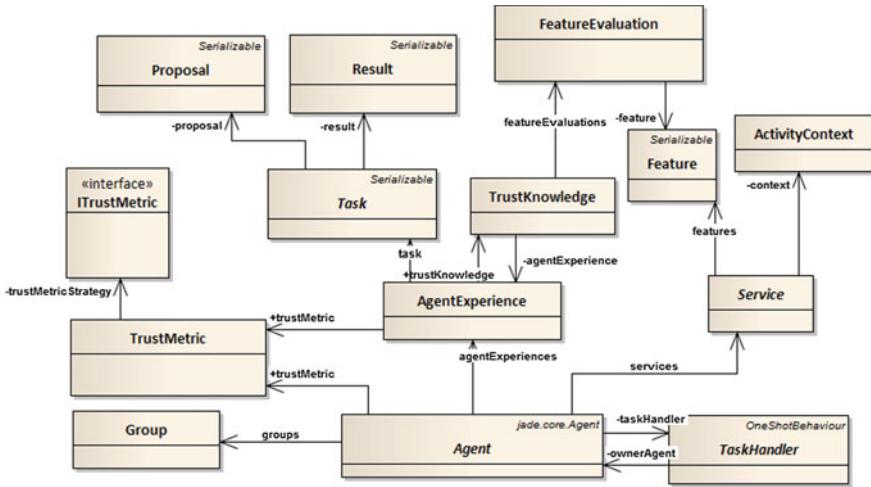 FeatureEvaluation
Serializable
Proposal
Serializable
Result
-proposal
-result
featureEvaluations
-feature
Serializable
Feature
ActivityContext
-context
«interface»
ITrustMetric
Serializable
Task
TrustKnowledge
features
task
+trustKnowledge
-agentExperience
-trustMetricStrategy
AgentExperience
Service
TrustMetric
+trustMetric
agentExperiences
services
+trustMetric
Group
groups
jade.core.Agent
Agent
-taskHandler
-ownerAgent
OneShotBehaviour
TaskHandler